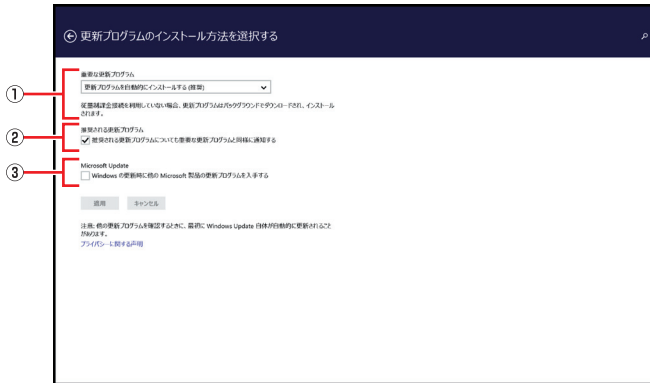 更新プログラムのインストール方法を選択する
①
重要な更新プログラム
更新プログラムを自動的にインストールする (推奨)
従量制課金接続を利用していない場合、更新プログラムはバックグラウンドでダウンロードされ、インストール
されます。
②
推奨される更新プログラム
推奨される更新プログラムについても重要な更新プログラムと同様に通知する
③
Microsoft Update
Windows の更新時に他の Microsoft 製品の更新プログラムを入手する
適用 キャンセル
注意: 他の更新プログラムを確認するときに、最初に Windows Update 自体が自動的に更新されること
があります。
プライバシーに関する声明